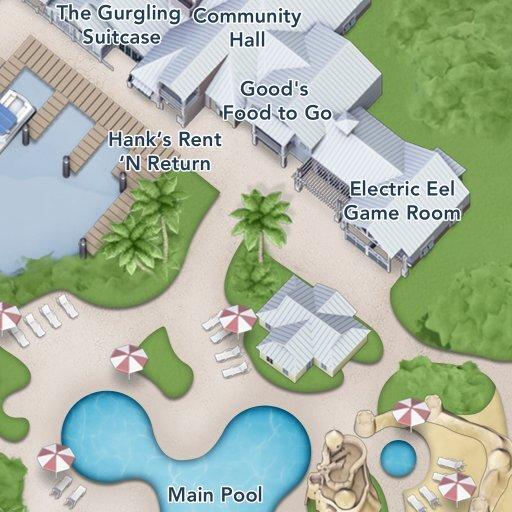 The Gurgling
Suitcase
Community
Hall
Good's
Food to Go
Hank's Rent
'N Return
Electric Eel
Game Room
Main Pool